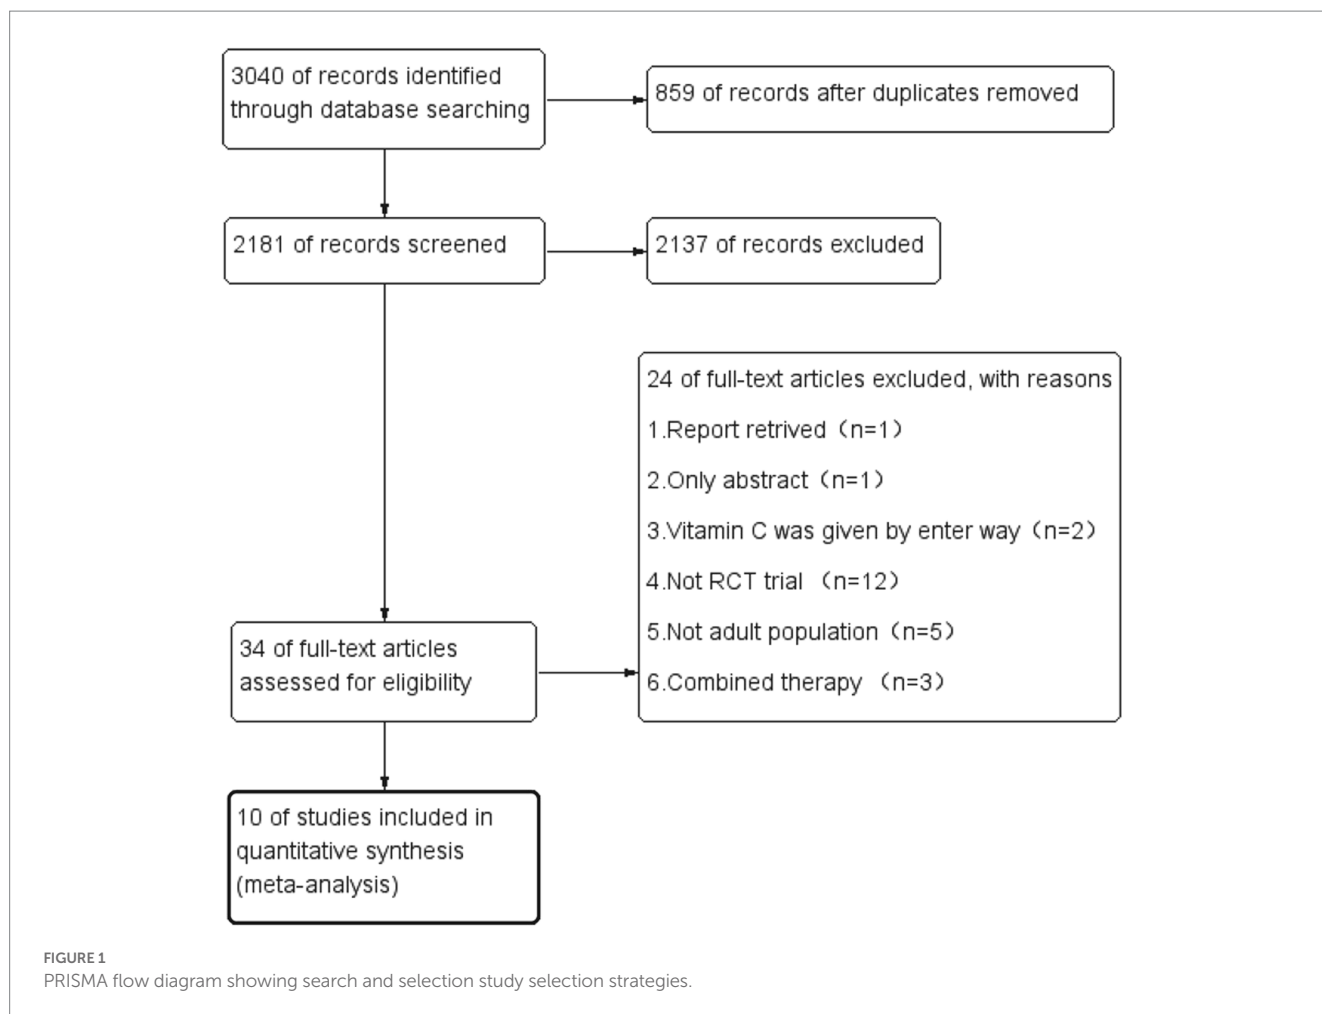 3040 of records identified
through database searching
859 of records after duplicates removed
2181 of records screened
2137 of records excluded
24 of full-text articles excluded, with reasons
1.Report retrived（n=1）
2.Only abstract（n=1）
3.Vitamin C was given by enter way（n=2）
4.Not RCT trial （n=12）
5.Not adult population（n=5）
6.Combined therapy （n=3）
34 of full-text articles
assessed for eligibility
10 of studies included in
quantitative synthesis
(meta-analysis)
FIGURE 1
PRISMA flow diagram showing search and selection study selection strategies.